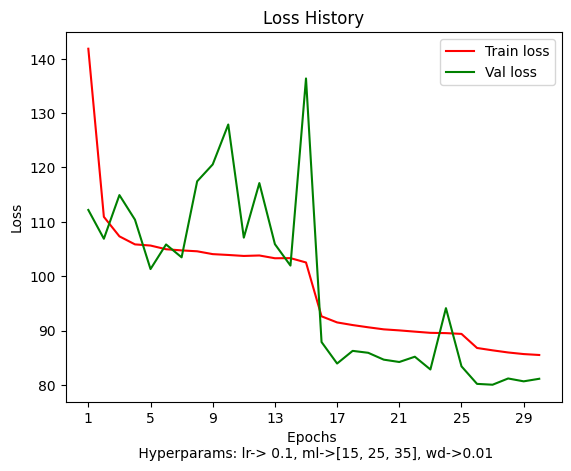 Loss History
Train loss
Val loss
Loss
140
130
120
110
100
90
80
1 5 9 13 17 21 25 29
Epochs
Hyperparams: lr-> 0.1, ml->[15, 25, 35], wd->0.01